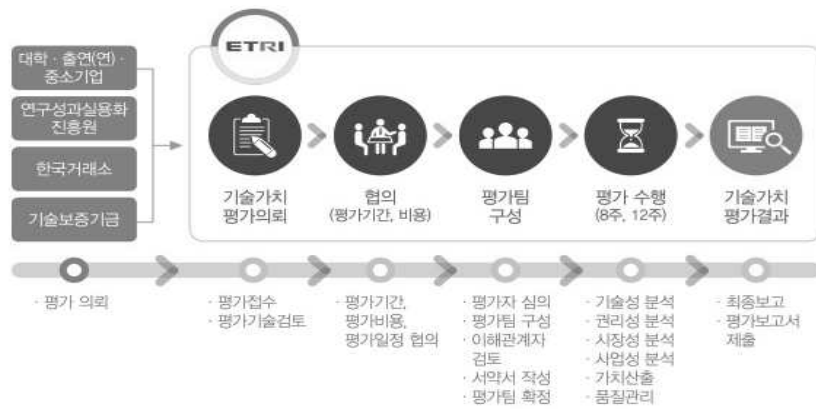 ETRI
대학 · 출연(연) ·
중소기업
연구성과실용화
진흥원
한국거래소
기술보증기금
기술가치
평가의뢰
협의
(평가기간, 비용)
평가팀
구성
평가 수행
(8주, 12주)
기술가치
평가결과
· 평가 의뢰
· 평가접수
· 평가기술검토
· 평가기간,
평가비용,
평가일정 협의
· 평가자 심의
· 평가팀 구성
· 이해관계자
검토
· 서약서 작성
· 평가팀 확정
· 기술성 분석
· 권리성 분석
· 시장성 분석
· 사업성 분석
· 가치산출
· 품질관리
· 최종보고
· 평가보고서
제출